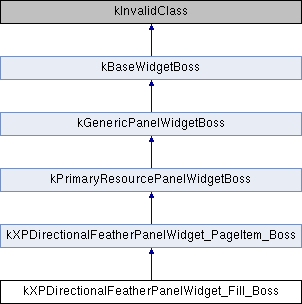 kInvalidClass
kBaseWidgetBoss
kGenericPanelWidgetBoss
kPrimaryResourcePanelWidgetBoss
kXPDirectionalFeatherPanelWidget_PageItem_Boss
kXPDirectionalFeatherPanelWidget_Fill_Boss